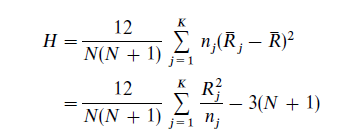 H = \frac{12}{N(N + 1)} \sum_{j=1}^{K} n_j(\bar{R}_j - \bar{R})^2
= \frac{12}{N(N + 1)} \sum_{j=1}^{K} \frac{R_j^2}{n_j} - 3(N + 1)